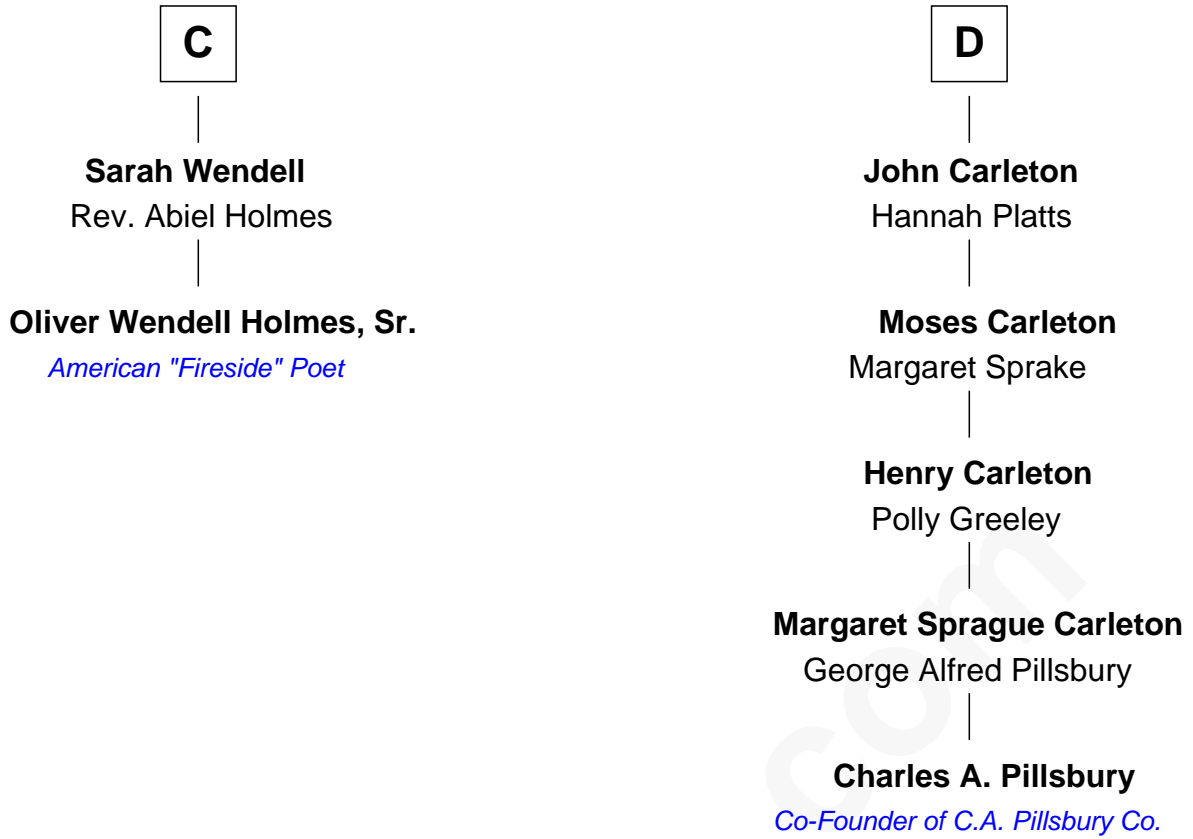 C
Sarah Wendell
Rev. Abiel Holmes
Oliver Wendell Holmes, Sr.
American "Fireside" Poet
D
John Carleton
Hannah Platts
Moses Carleton
Margaret Sprake
Henry Carleton
Polly Greeley
Margaret Sprague Carleton
George Alfred Pillsbury
Charles A. Pillsbury
Co-Founder of C.A. Pillsbury Co.
com